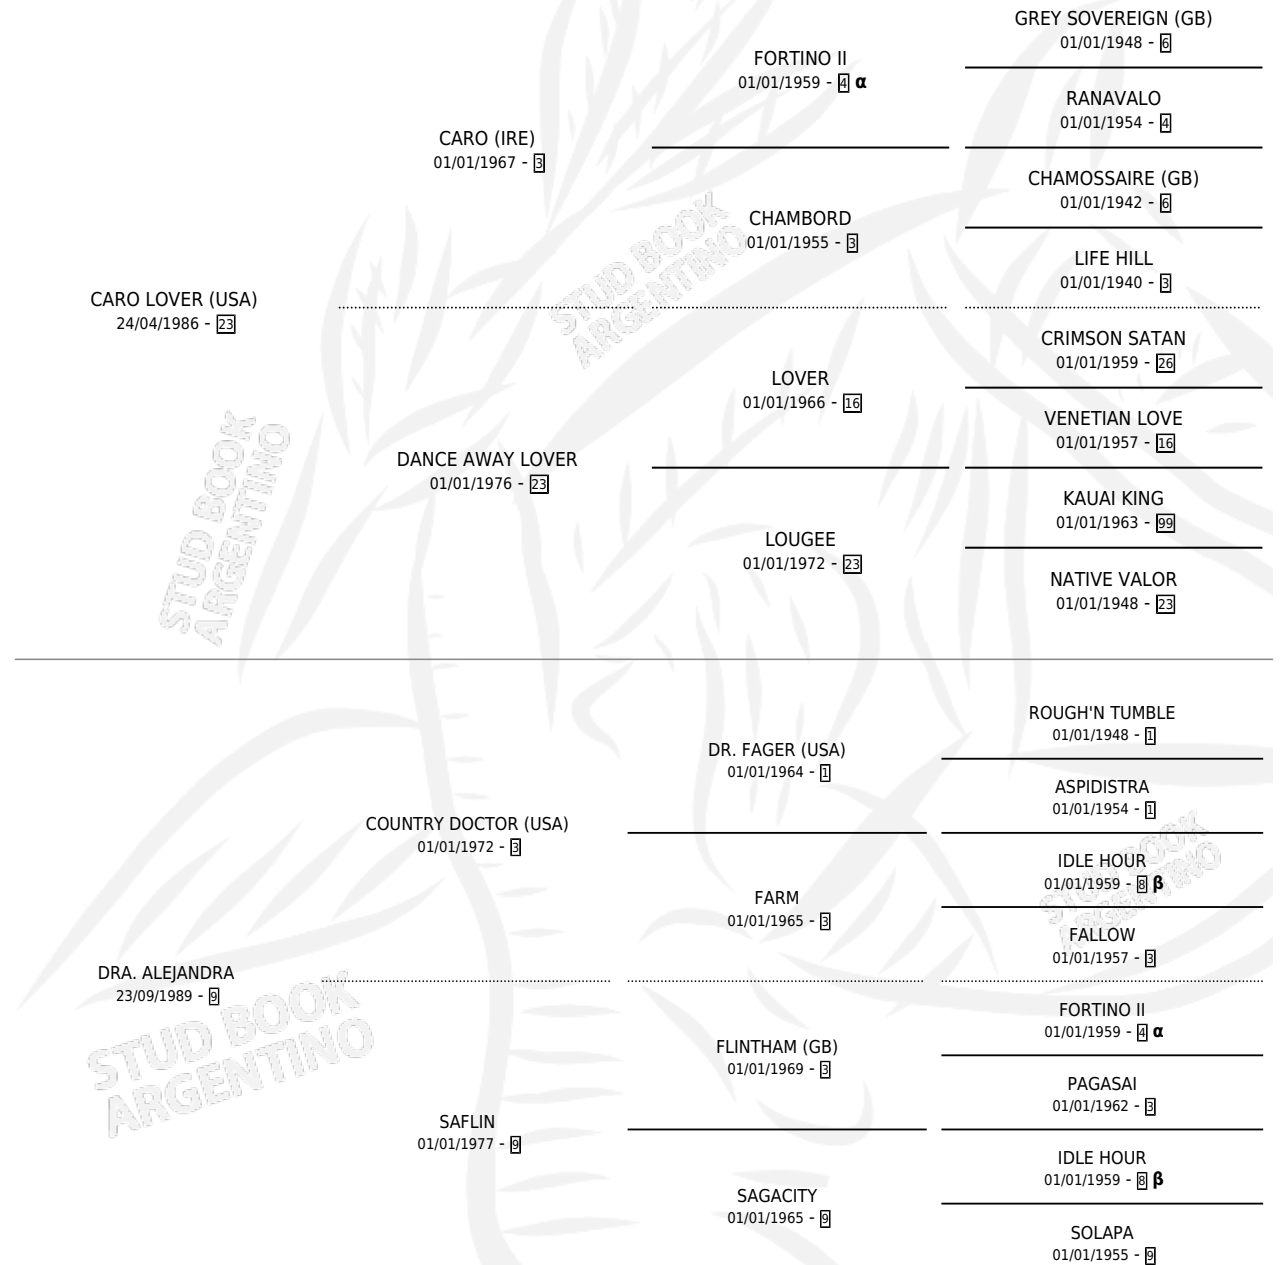 GREY SOVEREIGN (GB)
01/01/1948 - 6
FORTINO II
01/01/1959 - 4 α
RANAVALO
01/01/1954 - 4
CARO (IRE)
01/01/1967 - 3
CHAMOSSAIRE (GB)
01/01/1942 - 6
CHAMBORD
01/01/1955 - 3
LIFE HILL
01/01/1940 - 3
CARO LOVER (USA)
24/04/1986 - 23
CRIMSON SATAN
01/01/1959 - 26
LOVER
01/01/1966 - 16
VENETIAN LOVE
01/01/1957 - 16
DANCE AWAY LOVER
01/01/1976 - 23
KAUAI KING
01/01/1963 - 99
LOUGEE
01/01/1972 - 23
NATIVE VALOR
01/01/1948 - 23
ROUGH'N TUMBLE
01/01/1948 - 1
DR. FAGER (USA)
01/01/1964 - 1
ASPIDISTRA
01/01/1954 - 1
COUNTRY DOCTOR (USA)
01/01/1972 - 3
IDLE HOUR
01/01/1959 - 8 β
FARM
01/01/1965 - 3
FALLOW
01/01/1957 - 3
DRA. ALEJANDRA
23/09/1989 - 9
FORTINO II
01/01/1959 - 4 α
FLINTHAM (GB)
01/01/1969 - 3
PAGASAI
01/01/1962 - 3
SAFLIN
01/01/1977 - 9
IDLE HOUR
01/01/1959 - 8 β
SAGACITY
01/01/1965 - 9
SOLAPA
01/01/1955 - 9
STUD BOOK
ARGENTINO
STUD BOOK
ARGENTINO
STUD BOOK
ARGENTINO
STUD BOOK
ARGENTINO